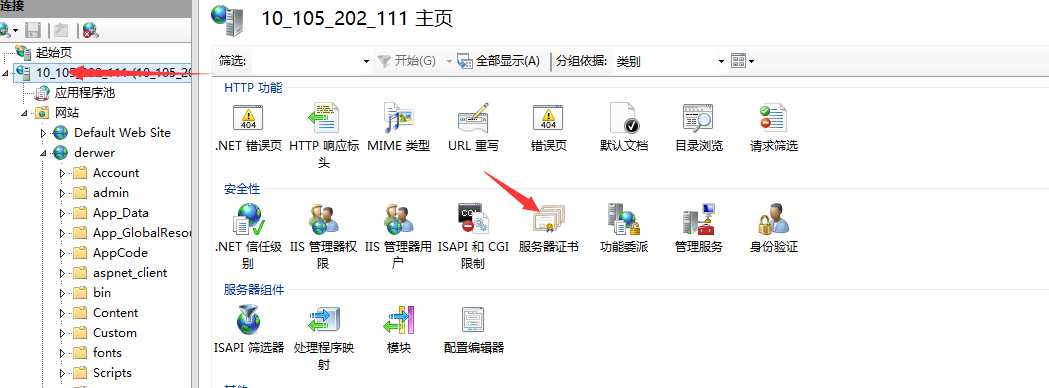 连接
起始页
10_105_202_111 (10_105_20
应用程序池
网站
Default Web Site
derwer
Account
admin
App_Data
App_GlobalResou
AppCode
aspnet_client
bin
Content
Custom
fonts
Scripts
10_105_202_111 主页
筛选: 开始(G) 全部显示(A) 分组依据: 类别
HTTP 功能
.NET 错误页 HTTP 响应标头 MIME 类型 URL 重写 错误页 默认文档 目录浏览 请求筛选
安全性
.NET 信任级别 IIS 管理器权限 IIS 管理器用户 ISAPI 和 CGI 限制 服务器证书 功能委派 管理服务 身份验证
服务器组件
ISAPI 筛选器 处理程序映射 模块 配置编辑器